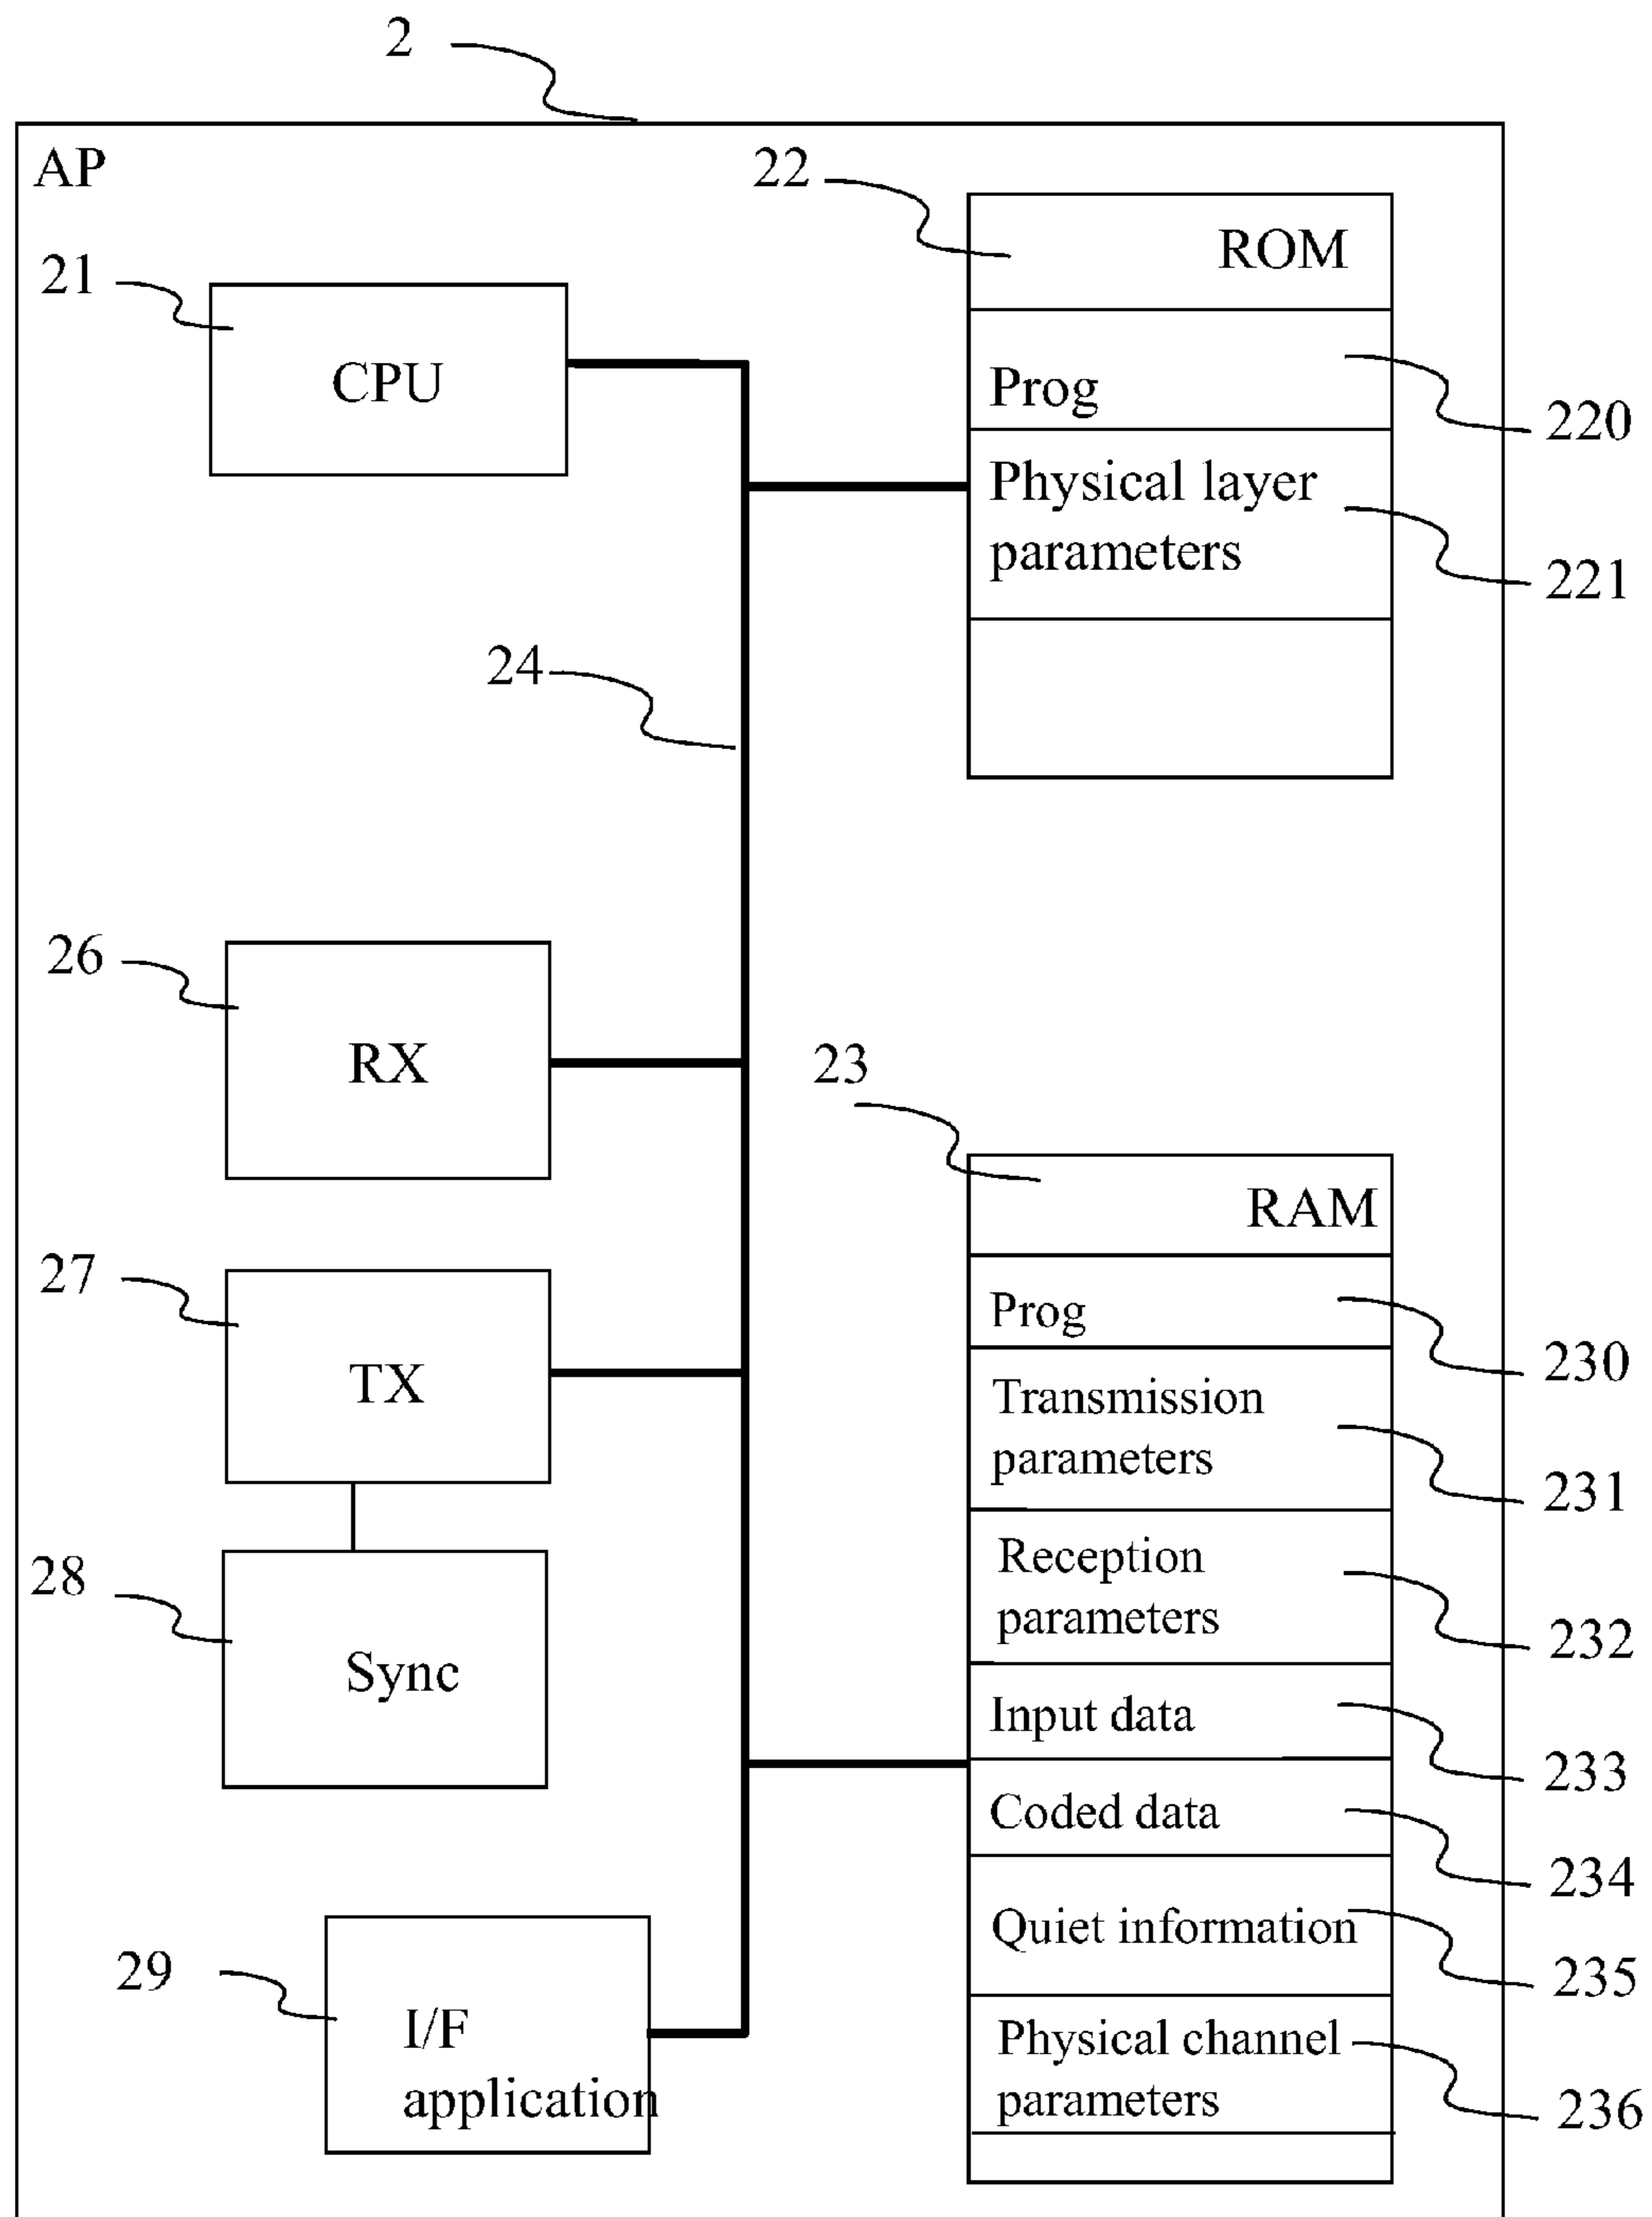 2
AP
22
ROM
21
CPU
Prog
220
Physical layer
parameters
221
24
26
RX
23
RAM
27
TX
Prog
230
Transmission
parameters
231
28
Sync
Reception
parameters
232
Input data
233
Coded data
234
Quiet information
235
29
I/F
application
Physical channel
parameters
236